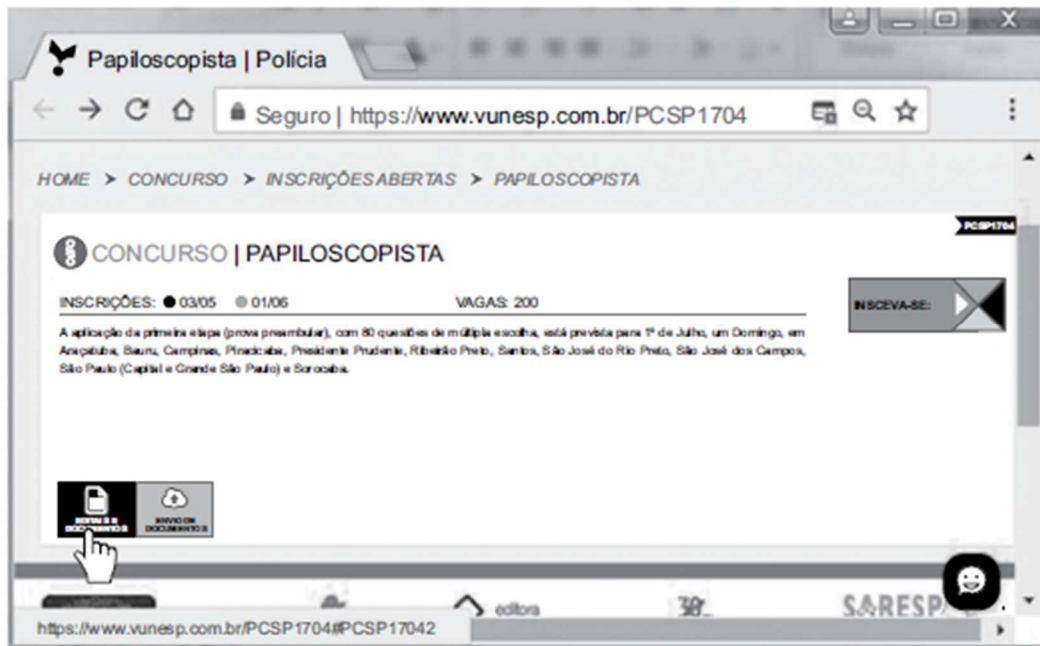 Papiloscopista | Polícia
X
Seguro | https://www.vunesp.com.br/PCSP1704
HOME > CONCURSO > INSCRIÇÕES ABERTAS > PAPILOSCOPISTA
PCSP1704
CONCURSO | PAPILOSCOPISTA
INSCRIÇÕES: 03/05 01/06 VAGAS: 200
INSCEVA-SE:
A aplicação da primeira etapa (prova preambular), com 80 questões de múltipla escolha, está prevista para 1º de Julho, um Domingo, em
Araçatuba, Bauru, Campinas, Piracicaba, Presidente Prudente, Ribeirão Preto, Santos, São José do Rio Preto, São José dos Campos,
São Paulo (Capital e Grande São Paulo) e Sorocaba.
ENVIO DE
DOCUMENTOS
editora
SARESP
https://www.vunesp.com.br/PCSP1704#PCSP17042